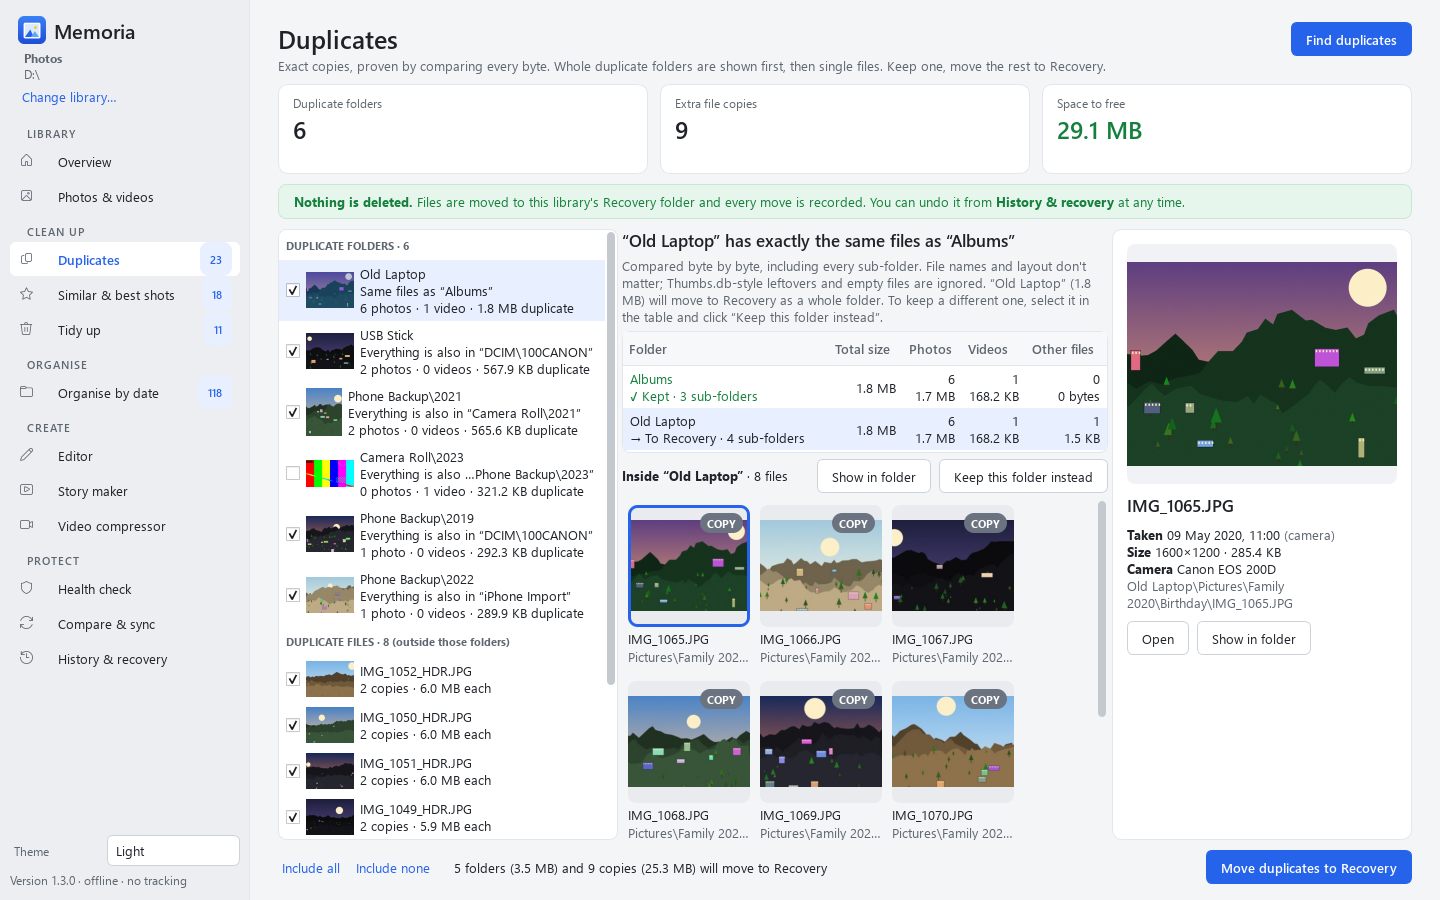 Memoria
Photos
D:\
Change library...
LIBRARY
Overview
Photos & videos
CLEAN UP
Duplicates 23
Similar & best shots 18
Tidy up 11
ORGANISE
Organise by date 118
CREATE
Editor
Story maker
Video compressor
PROTECT
Health check
Compare & sync
History & recovery
Theme Light
Version 1.3.0 · offline · no tracking
Duplicates
Find duplicates
Exact copies, proven by comparing every byte. Whole duplicate folders are shown first, then single files. Keep one, move the rest to Recovery.
Duplicate folders
6
Extra file copies
9
Space to free
29.1 MB
Nothing is deleted. Files are moved to this library's Recovery folder and every move is recorded. You can undo it from History & recovery at any time.
DUPLICATE FOLDERS · 6
Old Laptop
Same files as “Albums”
6 photos · 1 video · 1.8 MB duplicate
USB Stick
Everything is also in “DCIM\100CANON”
2 photos · 0 videos · 567.9 KB duplicate
Phone Backup\2021
Everything is also in “Camera Roll\2021”
2 photos · 0 videos · 565.6 KB duplicate
Camera Roll\2023
Everything is also ...Phone Backup\2023”
0 photos · 1 video · 321.2 KB duplicate
Phone Backup\2019
Everything is also in “DCIM\100CANON”
1 photo · 0 videos · 292.3 KB duplicate
Phone Backup\2022
Everything is also in “iPhone Import”
1 photo · 0 videos · 289.9 KB duplicate
DUPLICATE FILES · 8 (outside those folders)
IMG_1052_HDR.JPG
2 copies · 6.0 MB each
IMG_1050_HDR.JPG
2 copies · 6.0 MB each
IMG_1051_HDR.JPG
2 copies · 6.0 MB each
IMG_1049_HDR.JPG
2 copies · 5.9 MB each
“Old Laptop” has exactly the same files as “Albums”
Compared byte by byte, including every sub-folder. File names and layout don't
matter; Thumbs.db-style leftovers and empty files are ignored. “Old Laptop” (1.8
MB) will move to Recovery as a whole folder. To keep a different one, select it in
the table and click “Keep this folder instead”.
Folder Total size Photos Videos Other files
Albums 6 1 0
✓ Kept · 3 sub-folders 1.8 MB 1.7 MB 168.2 KB 0 bytes
Old Laptop 6 1 1
→ To Recovery · 4 sub-folders 1.8 MB 1.7 MB 168.2 KB 1.5 KB
Inside “Old Laptop” · 8 files
Show in folder
Keep this folder instead
COPY COPY COPY
IMG_1065.JPG IMG_1066.JPG IMG_1067.JPG
Pictures\Family 202... Pictures\Family 202... Pictures\Family 202...
COPY COPY COPY
IMG_1068.JPG IMG_1069.JPG IMG_1070.JPG
Pictures\Family 202... Pictures\Family 202... Pictures\Family 202...
IMG_1065.JPG
Taken 09 May 2020, 11:00 (camera)
Size 1600×1200 · 285.4 KB
Camera Canon EOS 200D
Old Laptop\Pictures\Family
2020\Birthday\IMG_1065.JPG
Open
Show in folder
Include all
Include none
5 folders (3.5 MB) and 9 copies (25.3 MB) will move to Recovery
Move duplicates to Recovery